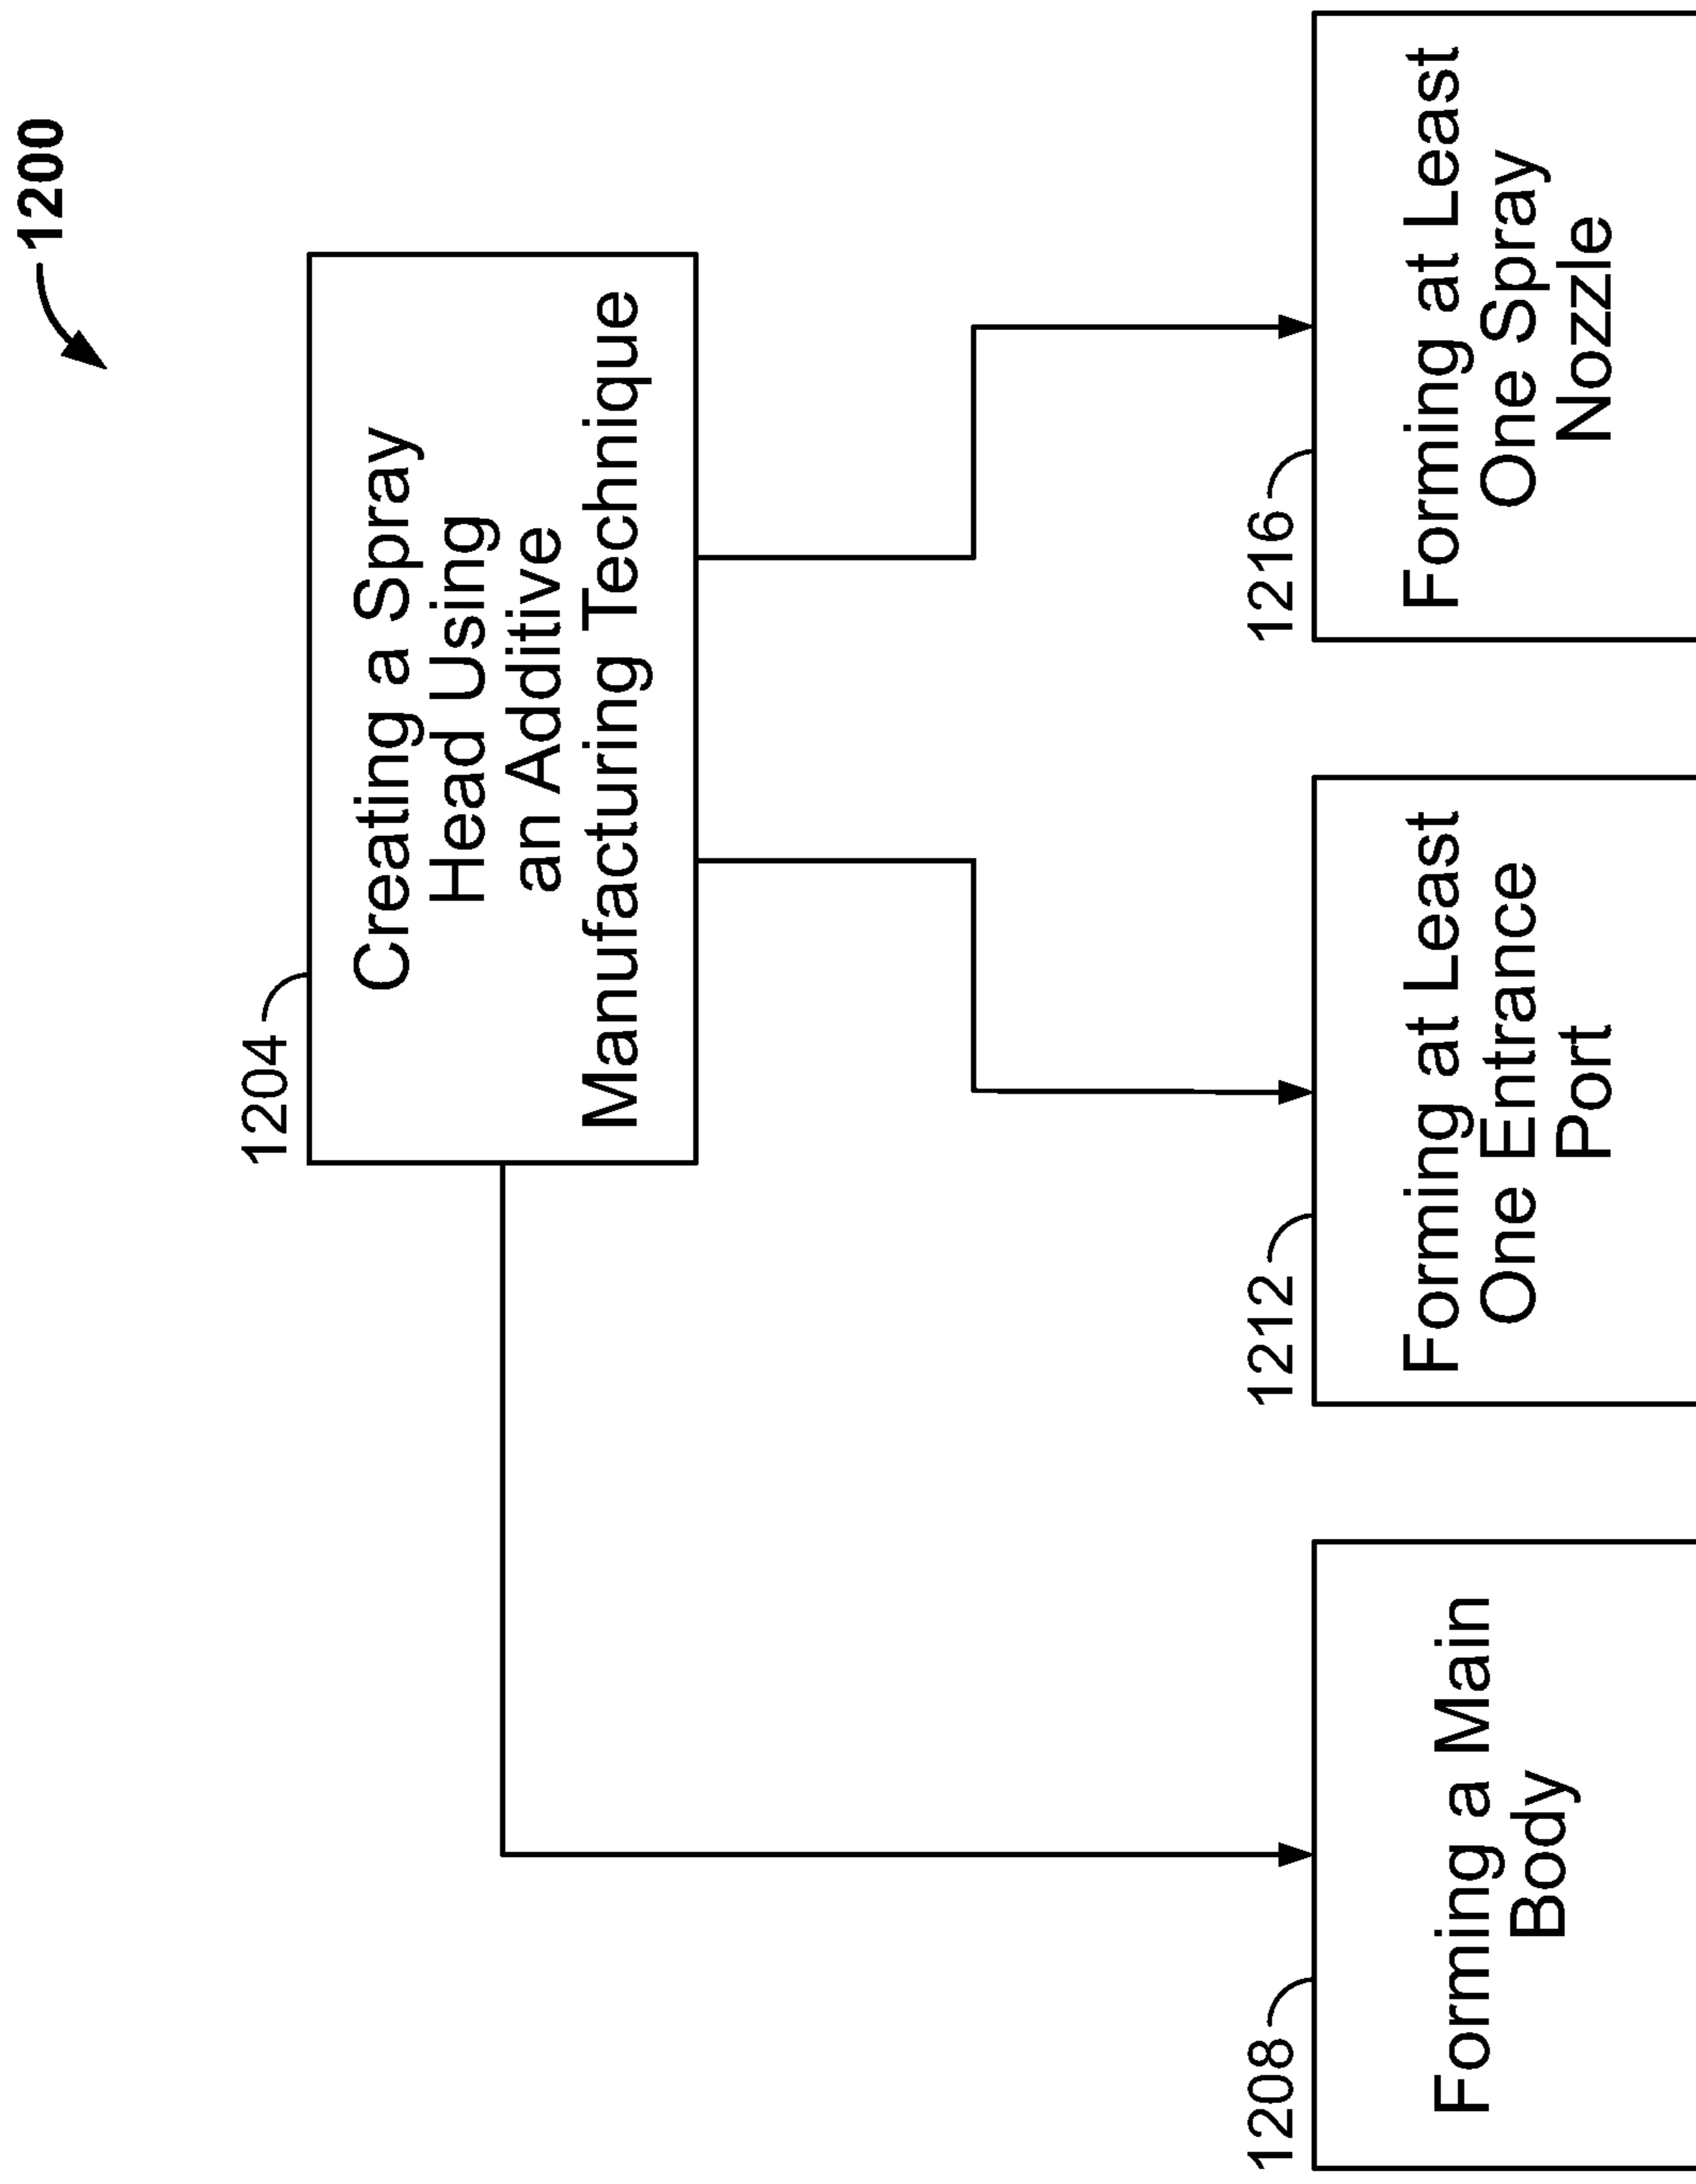 1200
1204
Creating a Spray
Head Using
an Additive
Manufacturing Technique
1208
Forming a Main
Body
1212
Forming at Least
One Entrance
Port
1216
Forming at Least
One Spray
Nozzle